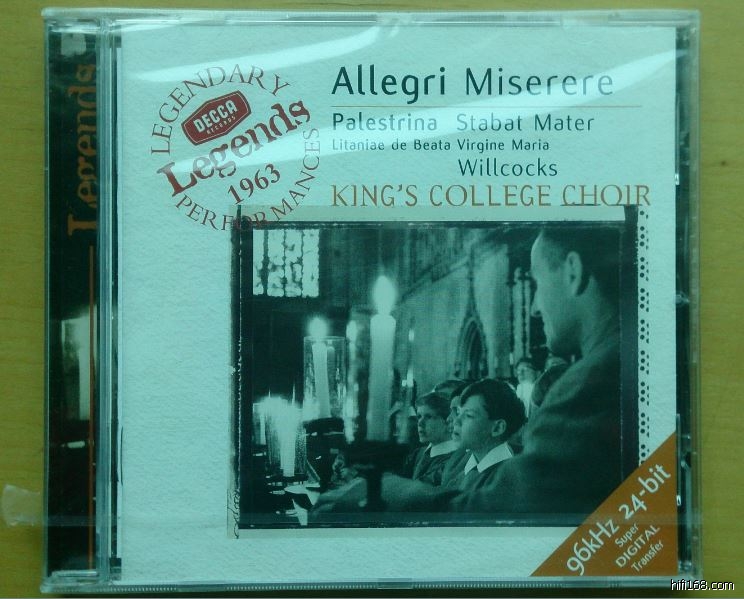 Legends
LEGENDARY
DECCA
RECORDS
Legends
1963
PERFORMANCES
Allegri Miserere
Palestrina Stabat Mater
Litaniae de Beata Virgine Maria
Willcocks
KING'S COLLEGE CHOIR
96kHz 24-bit
Super
DIGITAL
Transfer
hifi168.com